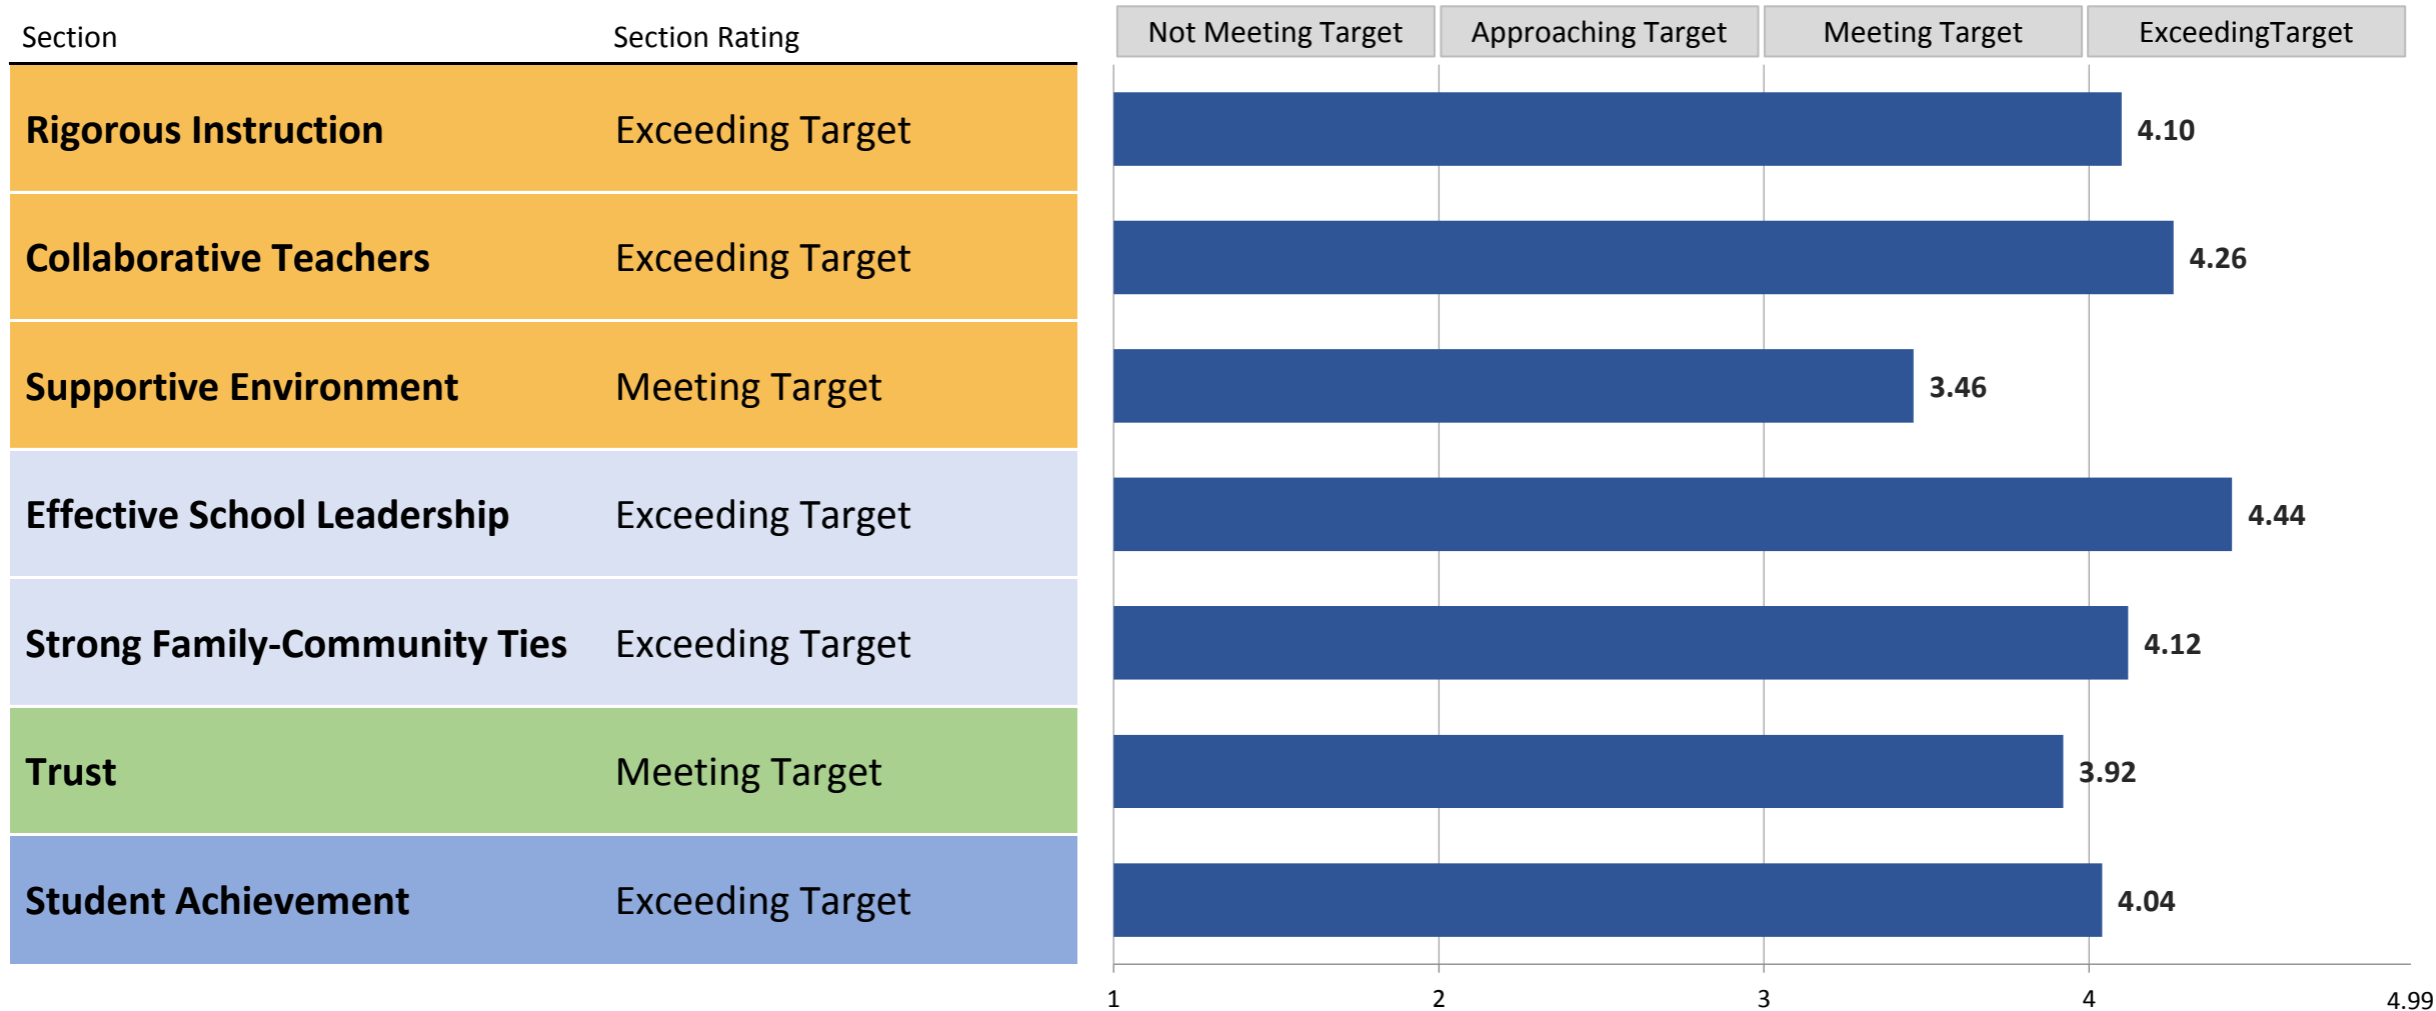 Section Section Rating Not Meeting Target Approaching Target Meeting Target ExceedingTarget
Rigorous Instruction Exceeding Target 4.10
Collaborative Teachers Exceeding Target 4.26
Supportive Environment Meeting Target 3.46
Effective School Leadership Exceeding Target 4.44
Strong Family-Community Ties Exceeding Target 4.12
Trust Meeting Target 3.92
Student Achievement Exceeding Target 4.04
1 2 3 4 4.99